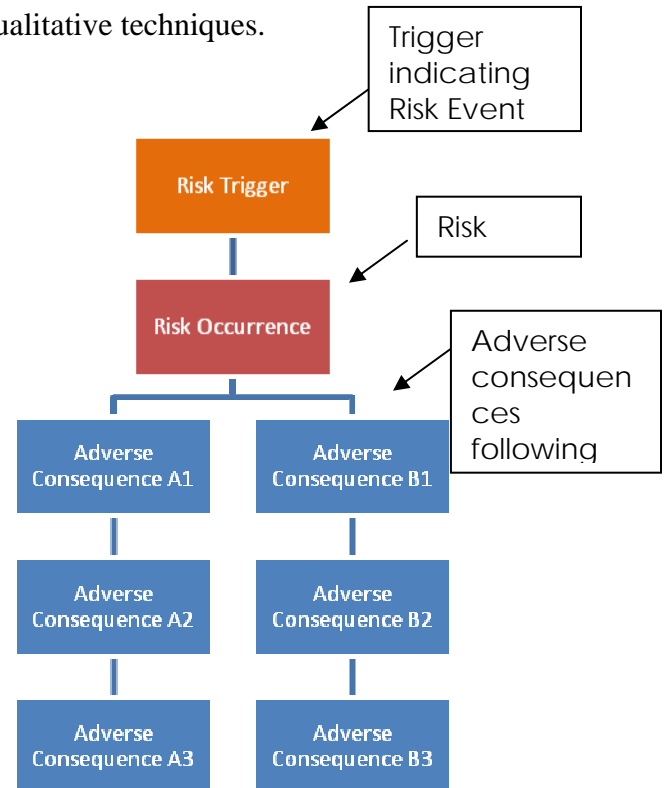 ualitative techniques.
Trigger
indicating
Risk Event
Risk Trigger
Risk
Risk Occurrence
Adverse
consequen
ces
following
Adverse
Consequence A1
Adverse
Consequence B1
Adverse
Consequence A2
Adverse
Consequence B2
Adverse
Consequence A3
Adverse
Consequence B3